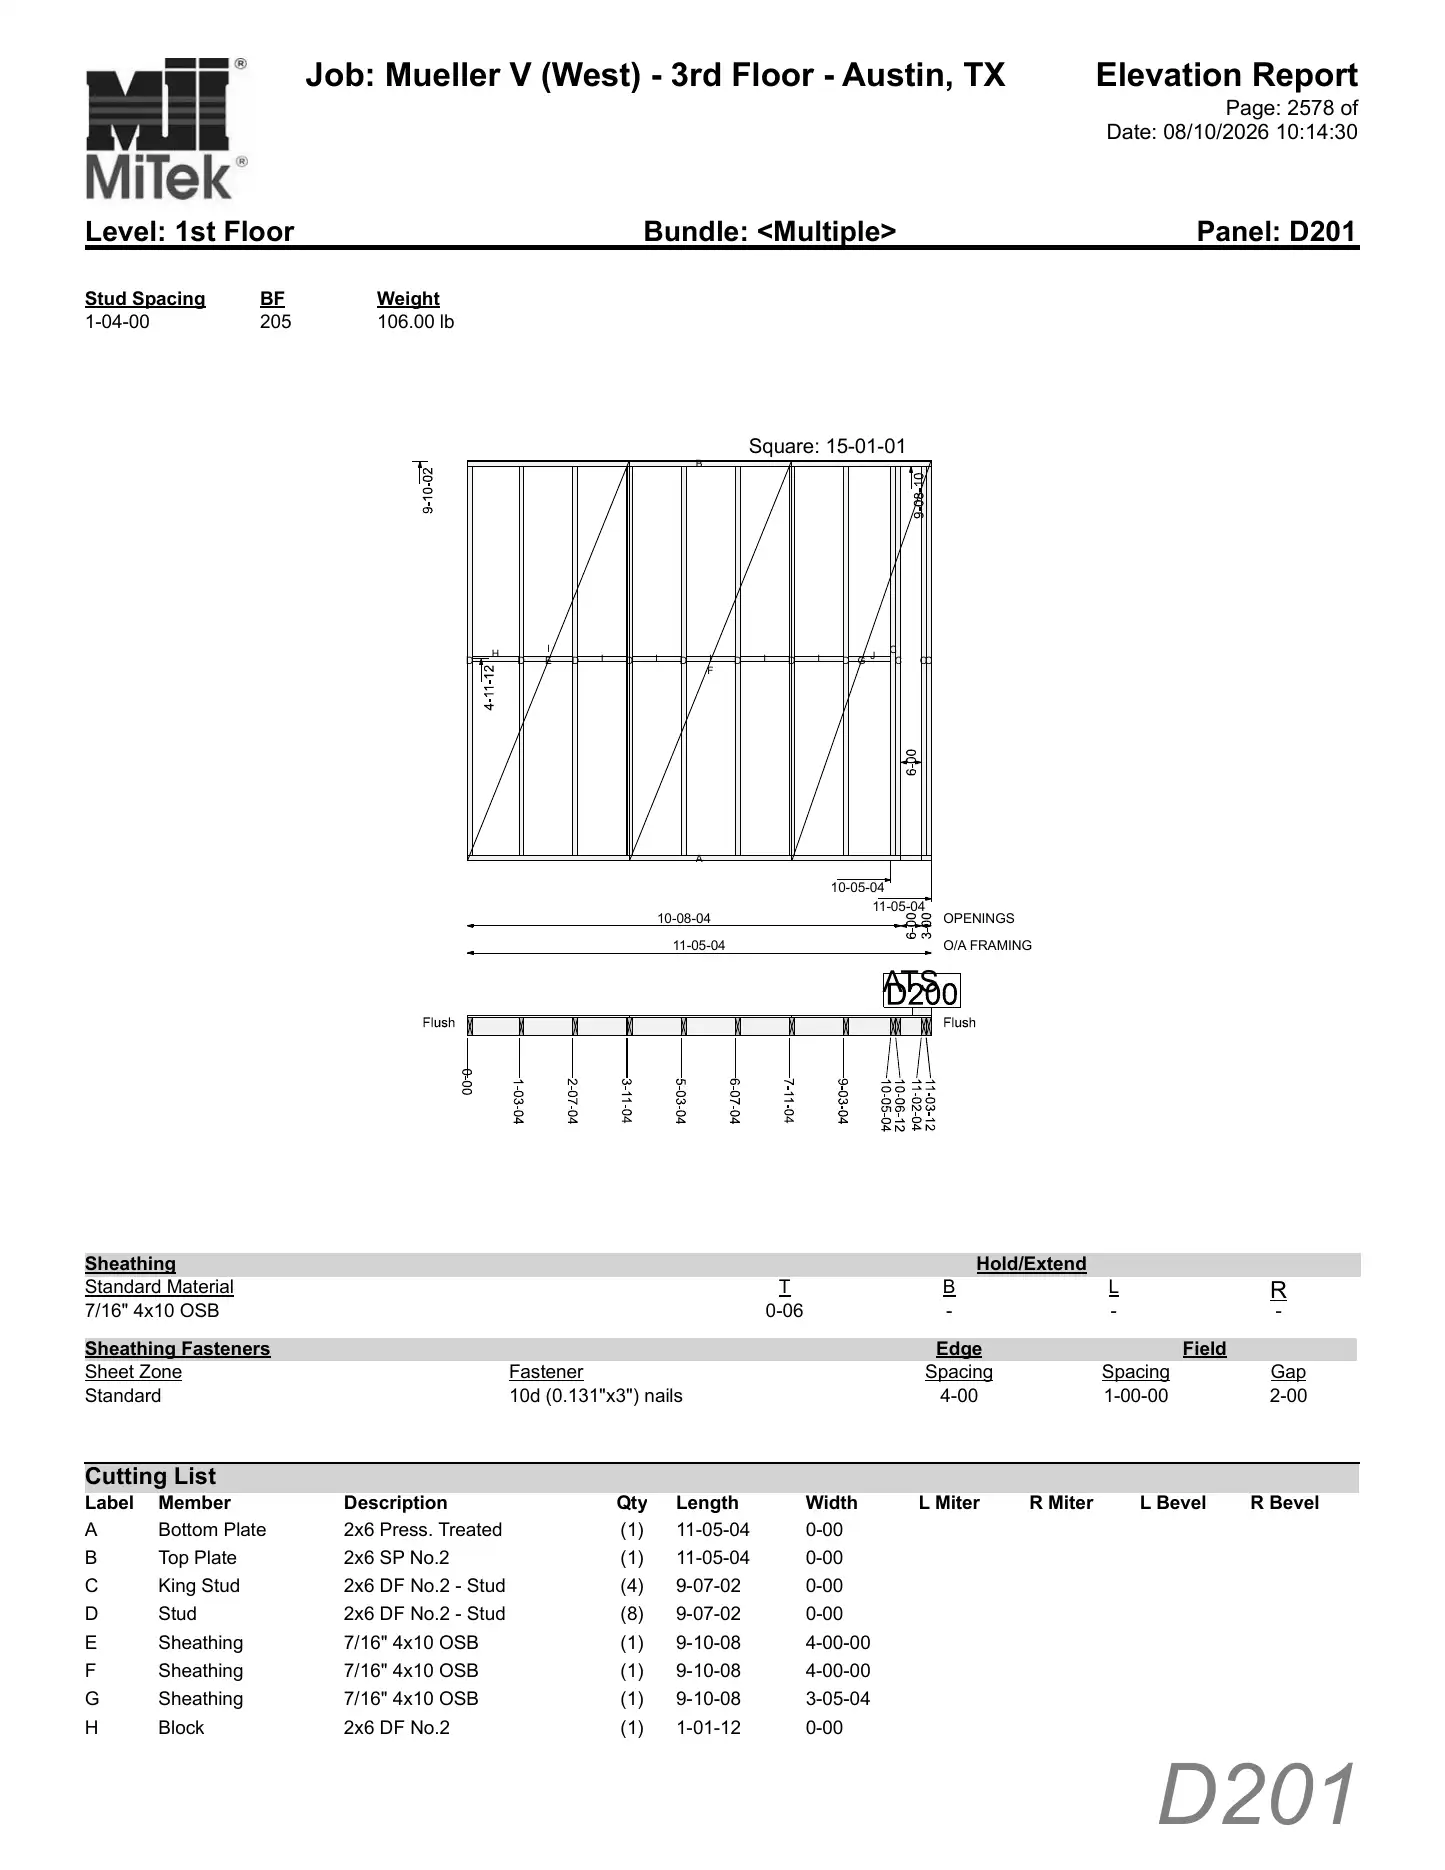 Job: Mueller V (West) - 3rd Floor - Austin, TX
Elevation Report
Page: 2578 of
Date: 08/10/2026 10:14:30
MiTek®
Level: 1st Floor Bundle: <Multiple> Panel: D201
Stud Spacing BF Weight
1-04-00 205 106.00 lb
Square: 15-01-01
B
9-10-02
9-08-10
H I E I I I I I G J C
F
4-11-12
6-00
A
10-05-04
11-05-04
10-08-04 6-00 3-00 OPENINGS
11-05-04 O/A FRAMING
ATS
D200
Flush Flush
0-00 1-03-04 2-07-04 3-11-04 5-03-04 6-07-04 7-11-04 9-03-04 10-05-04 10-06-12 11-02-04 11-03-12
Sheathing Hold/Extend
Standard Material T B L R
7/16" 4x10 OSB 0-06 - - -
Sheathing Fasteners Edge Field
Sheet Zone Fastener Spacing Spacing Gap
Standard 10d (0.131"x3") nails 4-00 1-00-00 2-00
Cutting List
Label Member Description Qty Length Width L Miter R Miter L Bevel R Bevel
A Bottom Plate 2x6 Press. Treated (1) 11-05-04 0-00
B Top Plate 2x6 SP No.2 (1) 11-05-04 0-00
C King Stud 2x6 DF No.2 - Stud (4) 9-07-02 0-00
D Stud 2x6 DF No.2 - Stud (8) 9-07-02 0-00
E Sheathing 7/16" 4x10 OSB (1) 9-10-08 4-00-00
F Sheathing 7/16" 4x10 OSB (1) 9-10-08 4-00-00
G Sheathing 7/16" 4x10 OSB (1) 9-10-08 3-05-04
H Block 2x6 DF No.2 (1) 1-01-12 0-00
D201